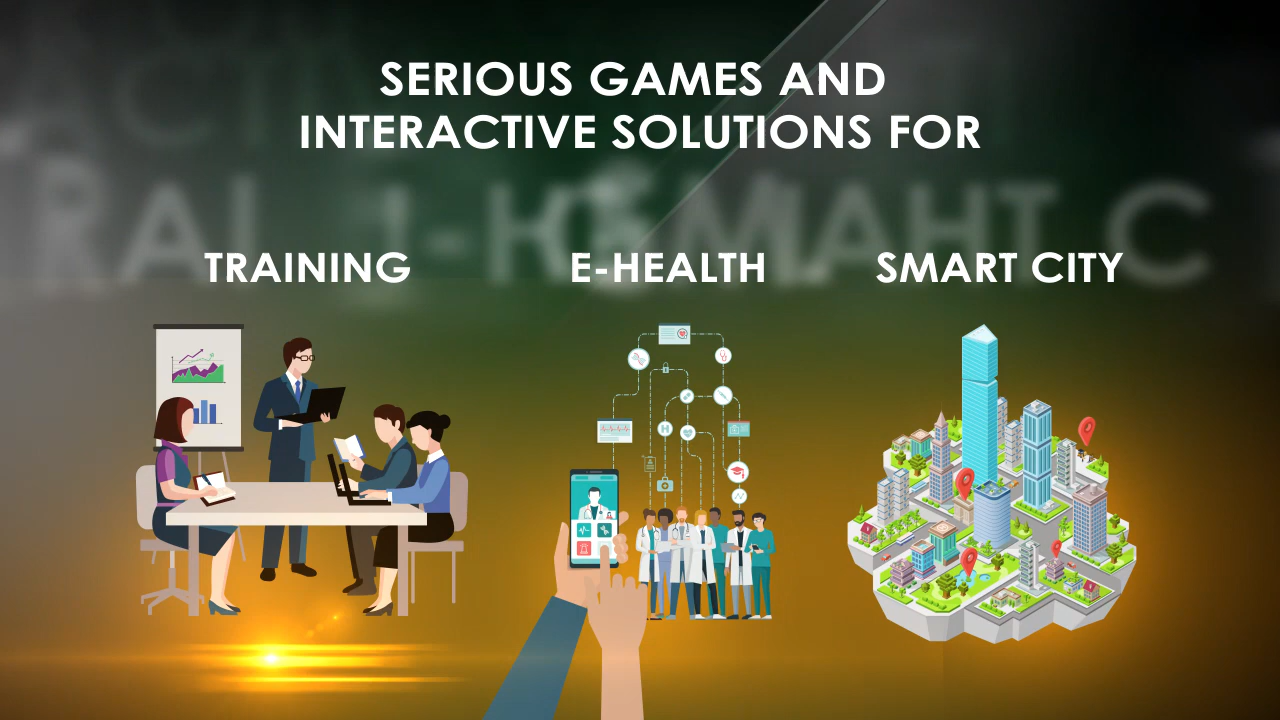 SERIOUS GAMES AND
INTERACTIVE SOLUTIONS FOR
TRAINING
E-HEALTH
SMART CITY